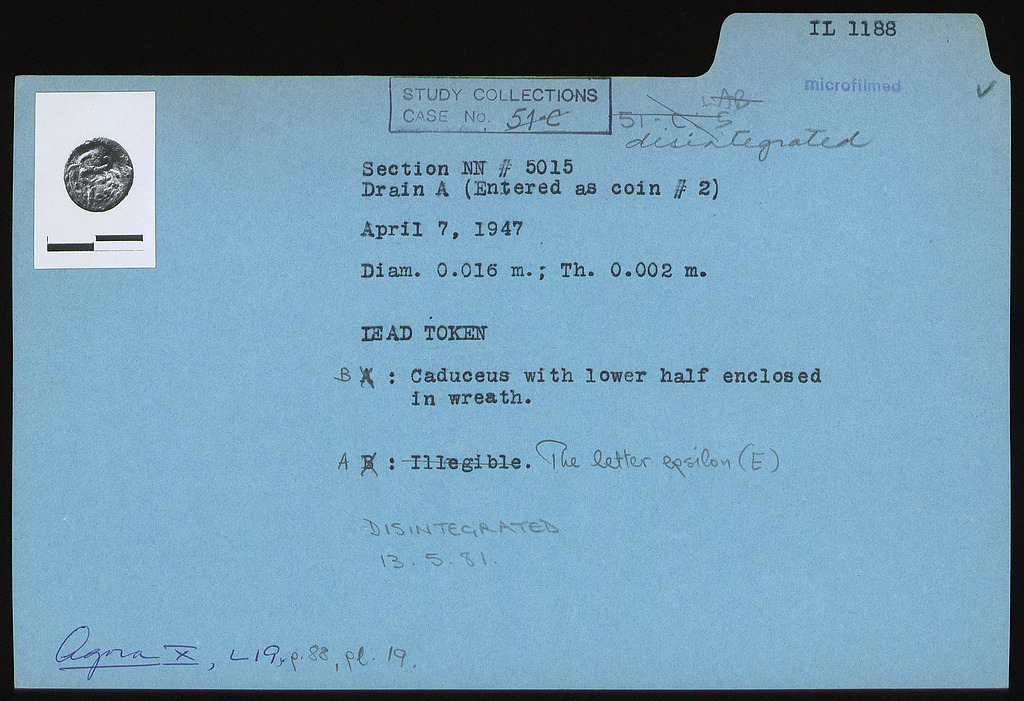 IL 1188
microfilmed
STUDY COLLECTIONS
CASE No. 51-C
LAB
51-C S
disintegrated
Section NN # 5015
Drain A (Entered as coin # 2)
April 7, 1947
Diam. 0.016 m.; Th. 0.002 m.
LEAD TOKEN
B A : Caduceus with lower half enclosed
in wreath.
A B : Illegible. The letter epsilon (E)
DISINTEGRATED
13.5.81.
Agora X, L19, p.88, pl. 19.